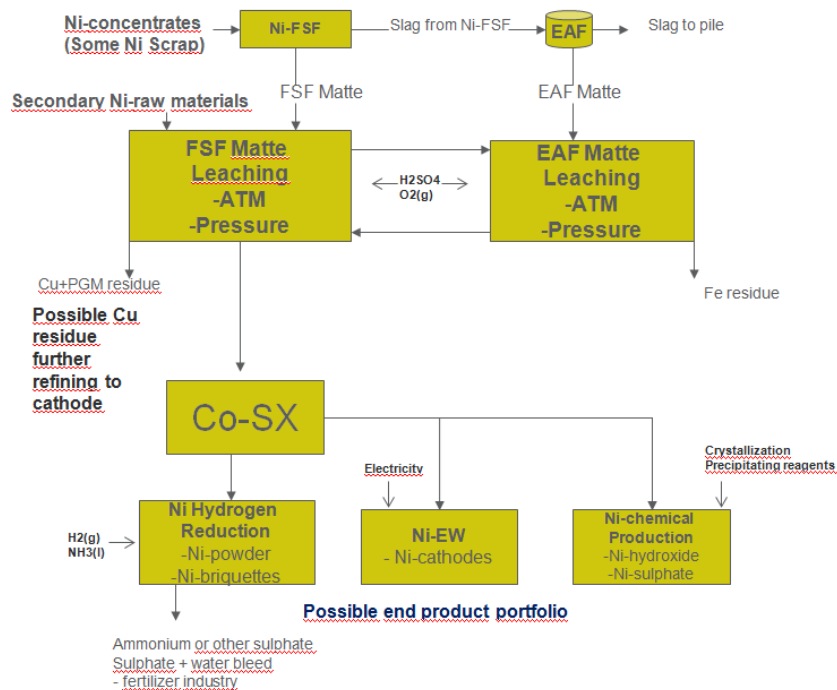 Ni-concentrates
(Some Ni Scrap)
Ni-FSF
Slag from Ni-FSF
EAF
Slag to pile
FSF Matte
EAF Matte
Secondary Ni-raw materials
FSF Matte
Leaching
-ATM
-Pressure
H2SO4
O2(g)
EAF Matte
Leaching
-ATM
-Pressure
Cu+PGM residue
Fe residue
Possible Cu
residue
further
refining to
cathode
Co-SX
Electricity
Crystallization
Precipitating reagents
H2(g)
NH3(l)
Ni Hydrogen
Reduction
-Ni-powder
-Ni-briquettes
Ni-EW
- Ni-cathodes
Ni-chemical
Production
-Ni-hydroxide
-Ni-sulphate
Possible end product portfolio
Ammonium or other sulphate
Sulphate + water bleed
- fertilizer industry